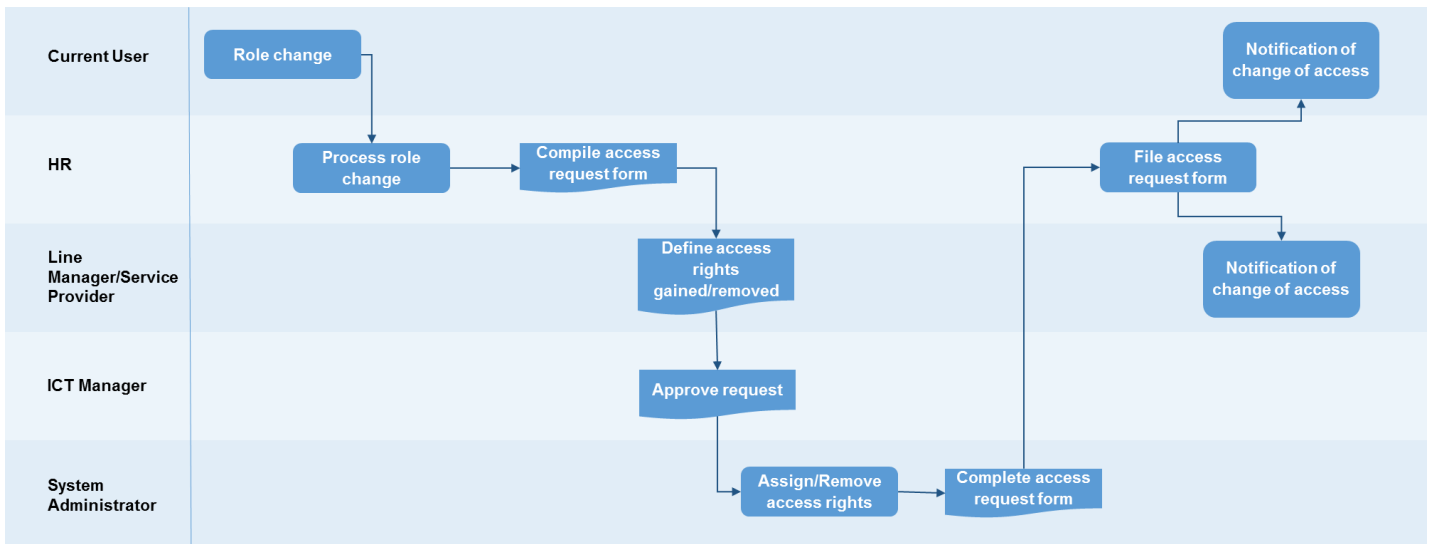 Current User
Role change
Notification of
change of access
HR
Process role
change
Compile access
request form
File access
request form
Line
Manager/Service
Provider
Define access
rights
gained/removed
Notification of
change of access
ICT Manager
Approve request
System
Administrator
Assign/Remove
access rights
Complete access
request form